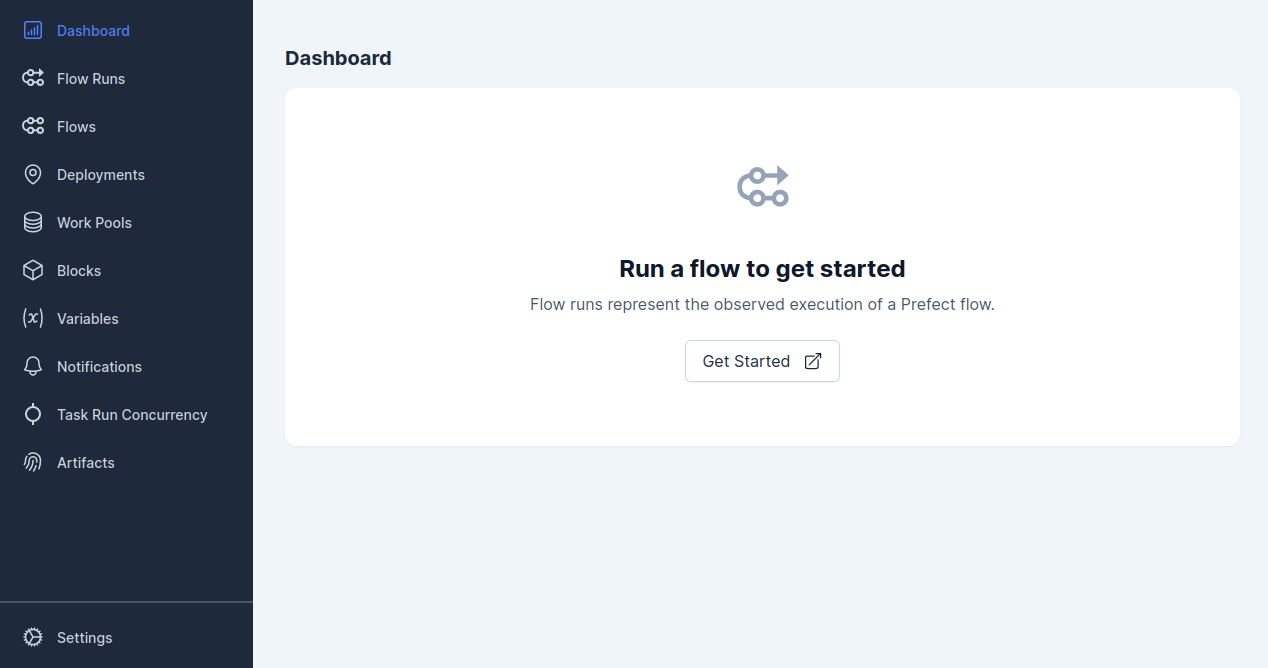 Dashboard
Flow Runs
Flows
Deployments
Work Pools
Blocks
Variables
Notifications
Task Run Concurrency
Artifacts
Settings
Dashboard
Run a flow to get started
Flow runs represent the observed execution of a Prefect flow.
Get Started